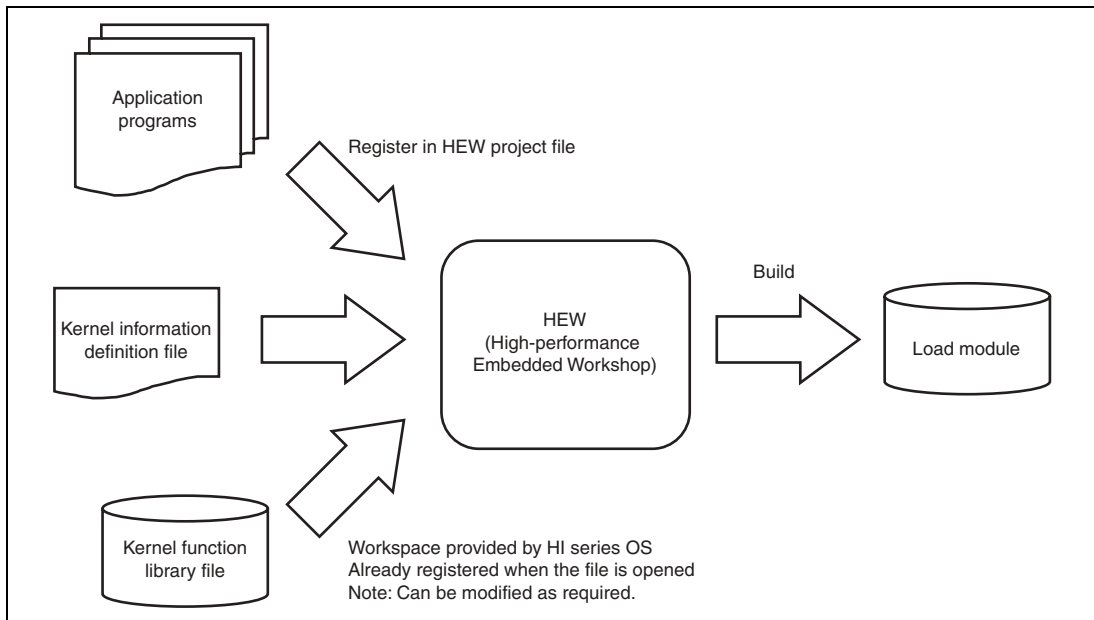 Application
programs
Register in HEW project file
Kernel information
definition file
HEW
(High-performance
Embedded Workshop)
Build
Load module
Kernel function
library file
Workspace provided by HI series OS
Already registered when the file is opened
Note: Can be modified as required.